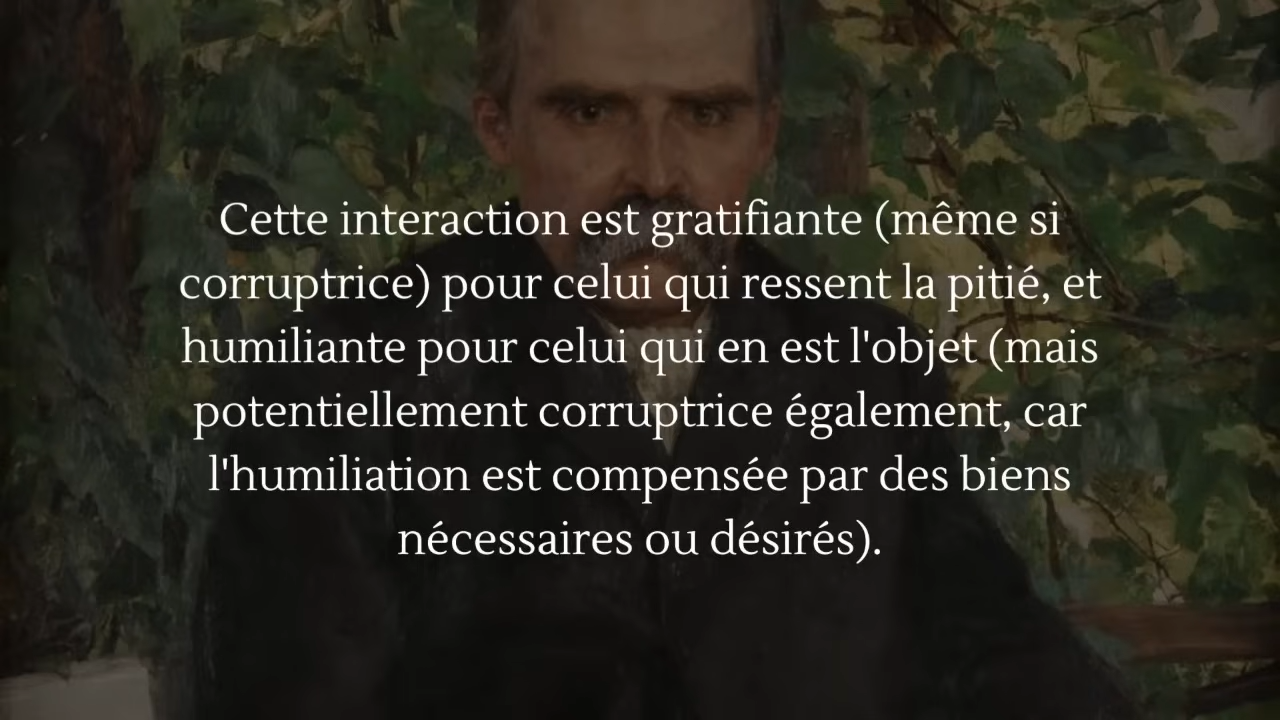 Cette interaction est gratifiante (même si
corruptrice) pour celui qui ressent la pitié, et
humiliante pour celui qui en est l'objet (mais
potentiellement corruptrice également, car
l'humiliation est compensée par des biens
nécessaires ou désirés).